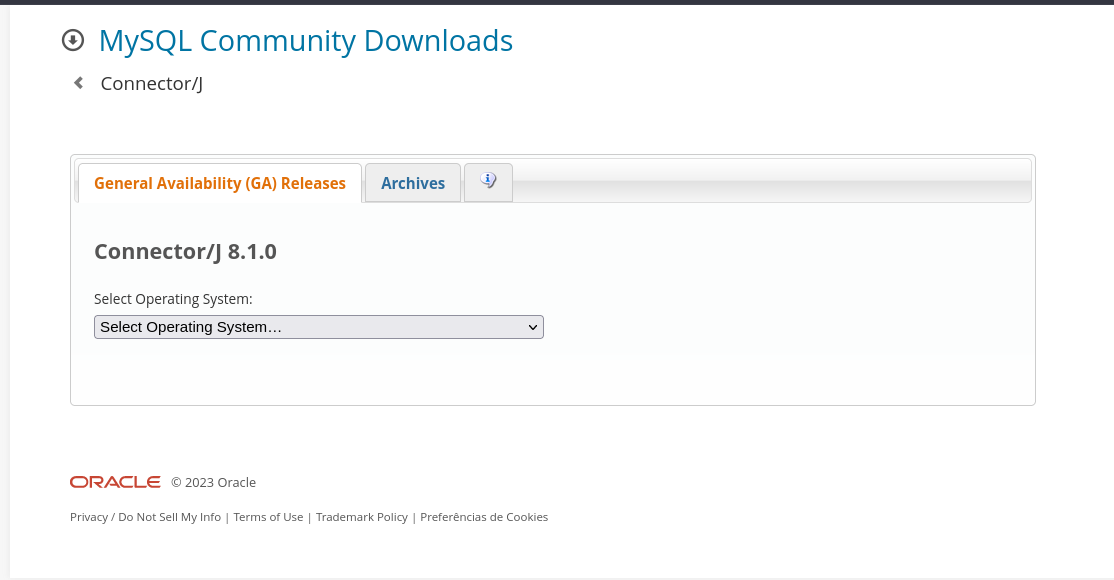 MySQL Community Downloads
Connector/J
General Availability (GA) Releases Archives
Connector/J 8.1.0
Select Operating System:
Select Operating System…
ORACLE © 2023 Oracle
Privacy / Do Not Sell My Info | Terms of Use | Trademark Policy | Preferências de Cookies